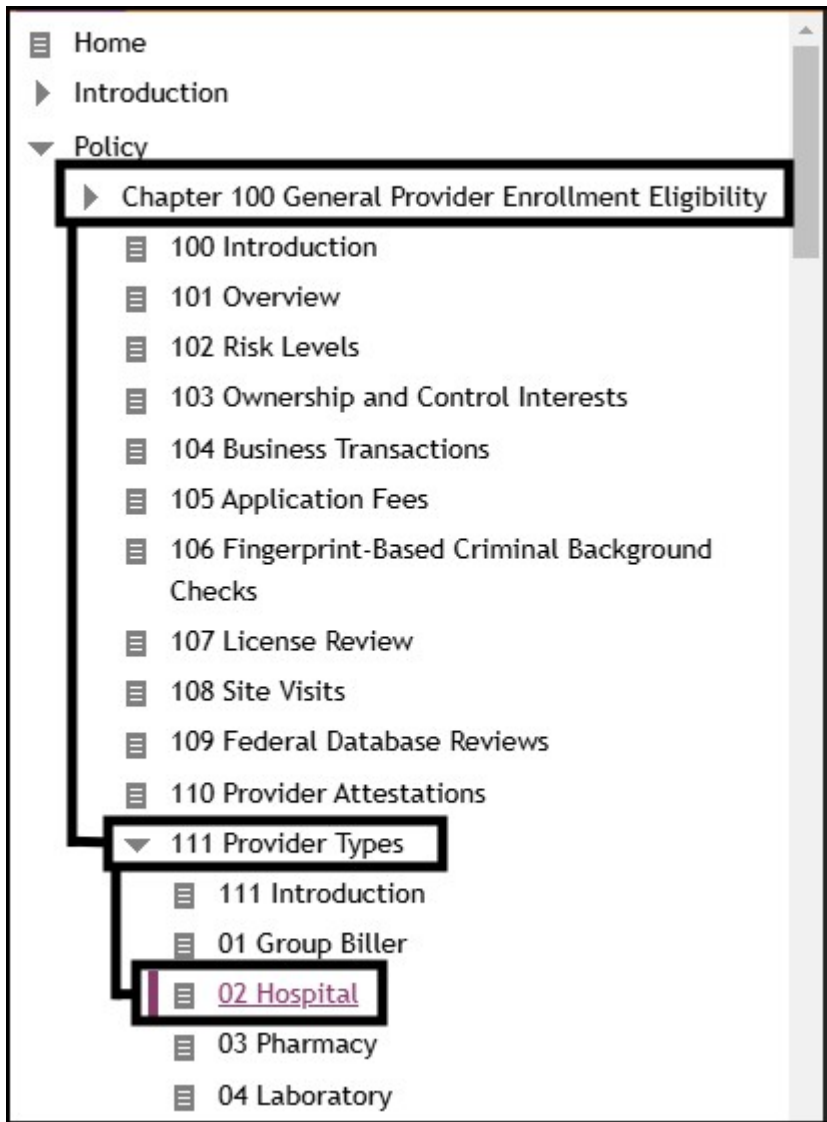 Home
Introduction
Policy
Chapter 100 General Provider Enrollment Eligibility
100 Introduction
101 Overview
102 Risk Levels
103 Ownership and Control Interests
104 Business Transactions
105 Application Fees
106 Fingerprint-Based Criminal Background
Checks
107 License Review
108 Site Visits
109 Federal Database Reviews
110 Provider Attestations
111 Provider Types
111 Introduction
01 Group Biller
02 Hospital
03 Pharmacy
04 Laboratory